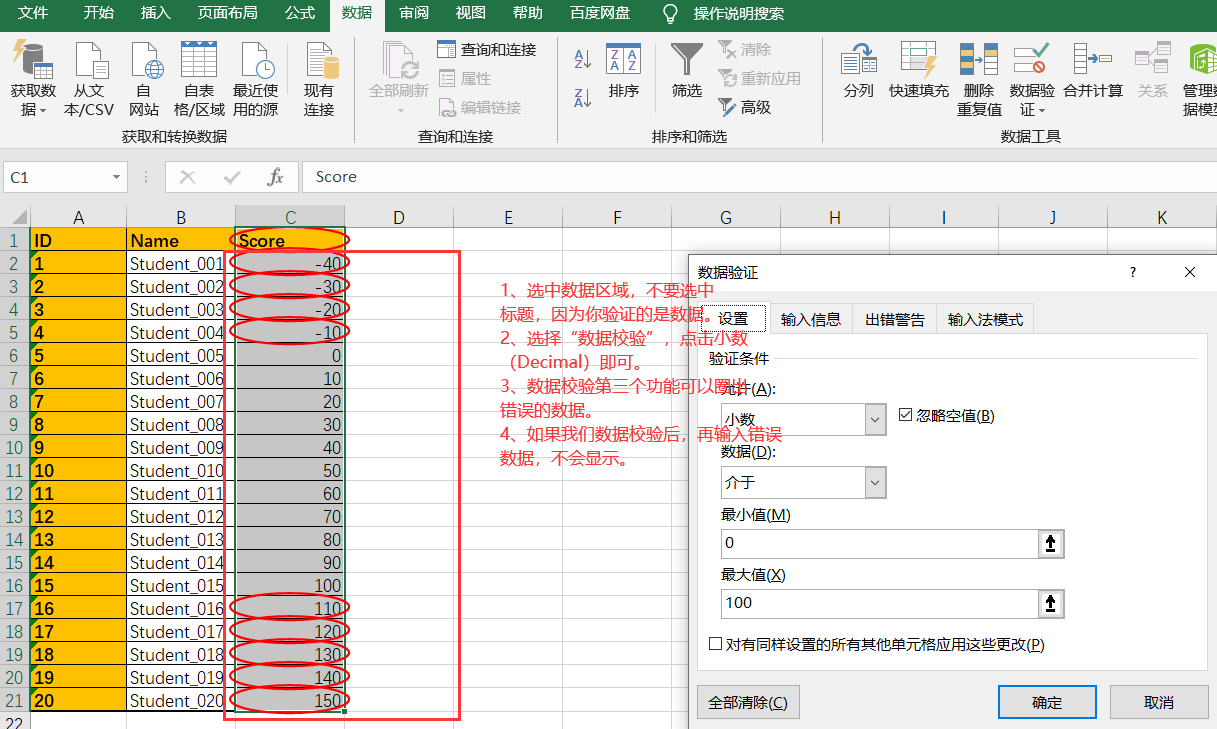 文件 开始 插入 页面布局 公式 数据 审阅 视图 帮助 百度网盘 操作说明搜索
获取数据 从文本/CSV 自网站 自表格/区域 最近使用的源 现有连接
获取和转换数据
全部刷新 查询和连接
属性
编辑链接
查询和连接
排序 筛选 清除
重新应用
高级
排序和筛选
分列 快速填充 删除重复值 数据验证 合并计算 关系
数据工具
C1 fx Score
A B C D E F G H I J K
1 ID Name Score
2 1 Student_001 -40
3 2 Student_002 -30
4 3 Student_003 -20
5 4 Student_004 -10
6 5 Student_005 0
7 6 Student_006 10
8 7 Student_007 20
9 8 Student_008 30
10 9 Student_009 40
11 10 Student_010 50
12 11 Student_011 60
13 12 Student_012 70
14 13 Student_013 80
15 14 Student_014 90
16 15 Student_015 100
17 16 Student_016 110
18 17 Student_017 120
19 18 Student_018 130
20 19 Student_019 140
21 20 Student_020 150
22
1、选中数据区域，不要选中
标题，因为你验证的是数据。
2、选择“数据校验”，点击小数
（Decimal）即可。
3、数据校验第三个功能可以圈出
错误的数据。
4、如果我们数据校验后，再输入错误
数据，不会显示。
数据验证 ?
设置 输入信息 出错警告 输入法模式
验证条件
允许(A):
小数 忽略空值(B)
数据(D):
介于
最小值(M)
0
最大值(X)
100
对有同样设置的所有其他单元格应用这些更改(P)
全部清除(C) 确定 取消